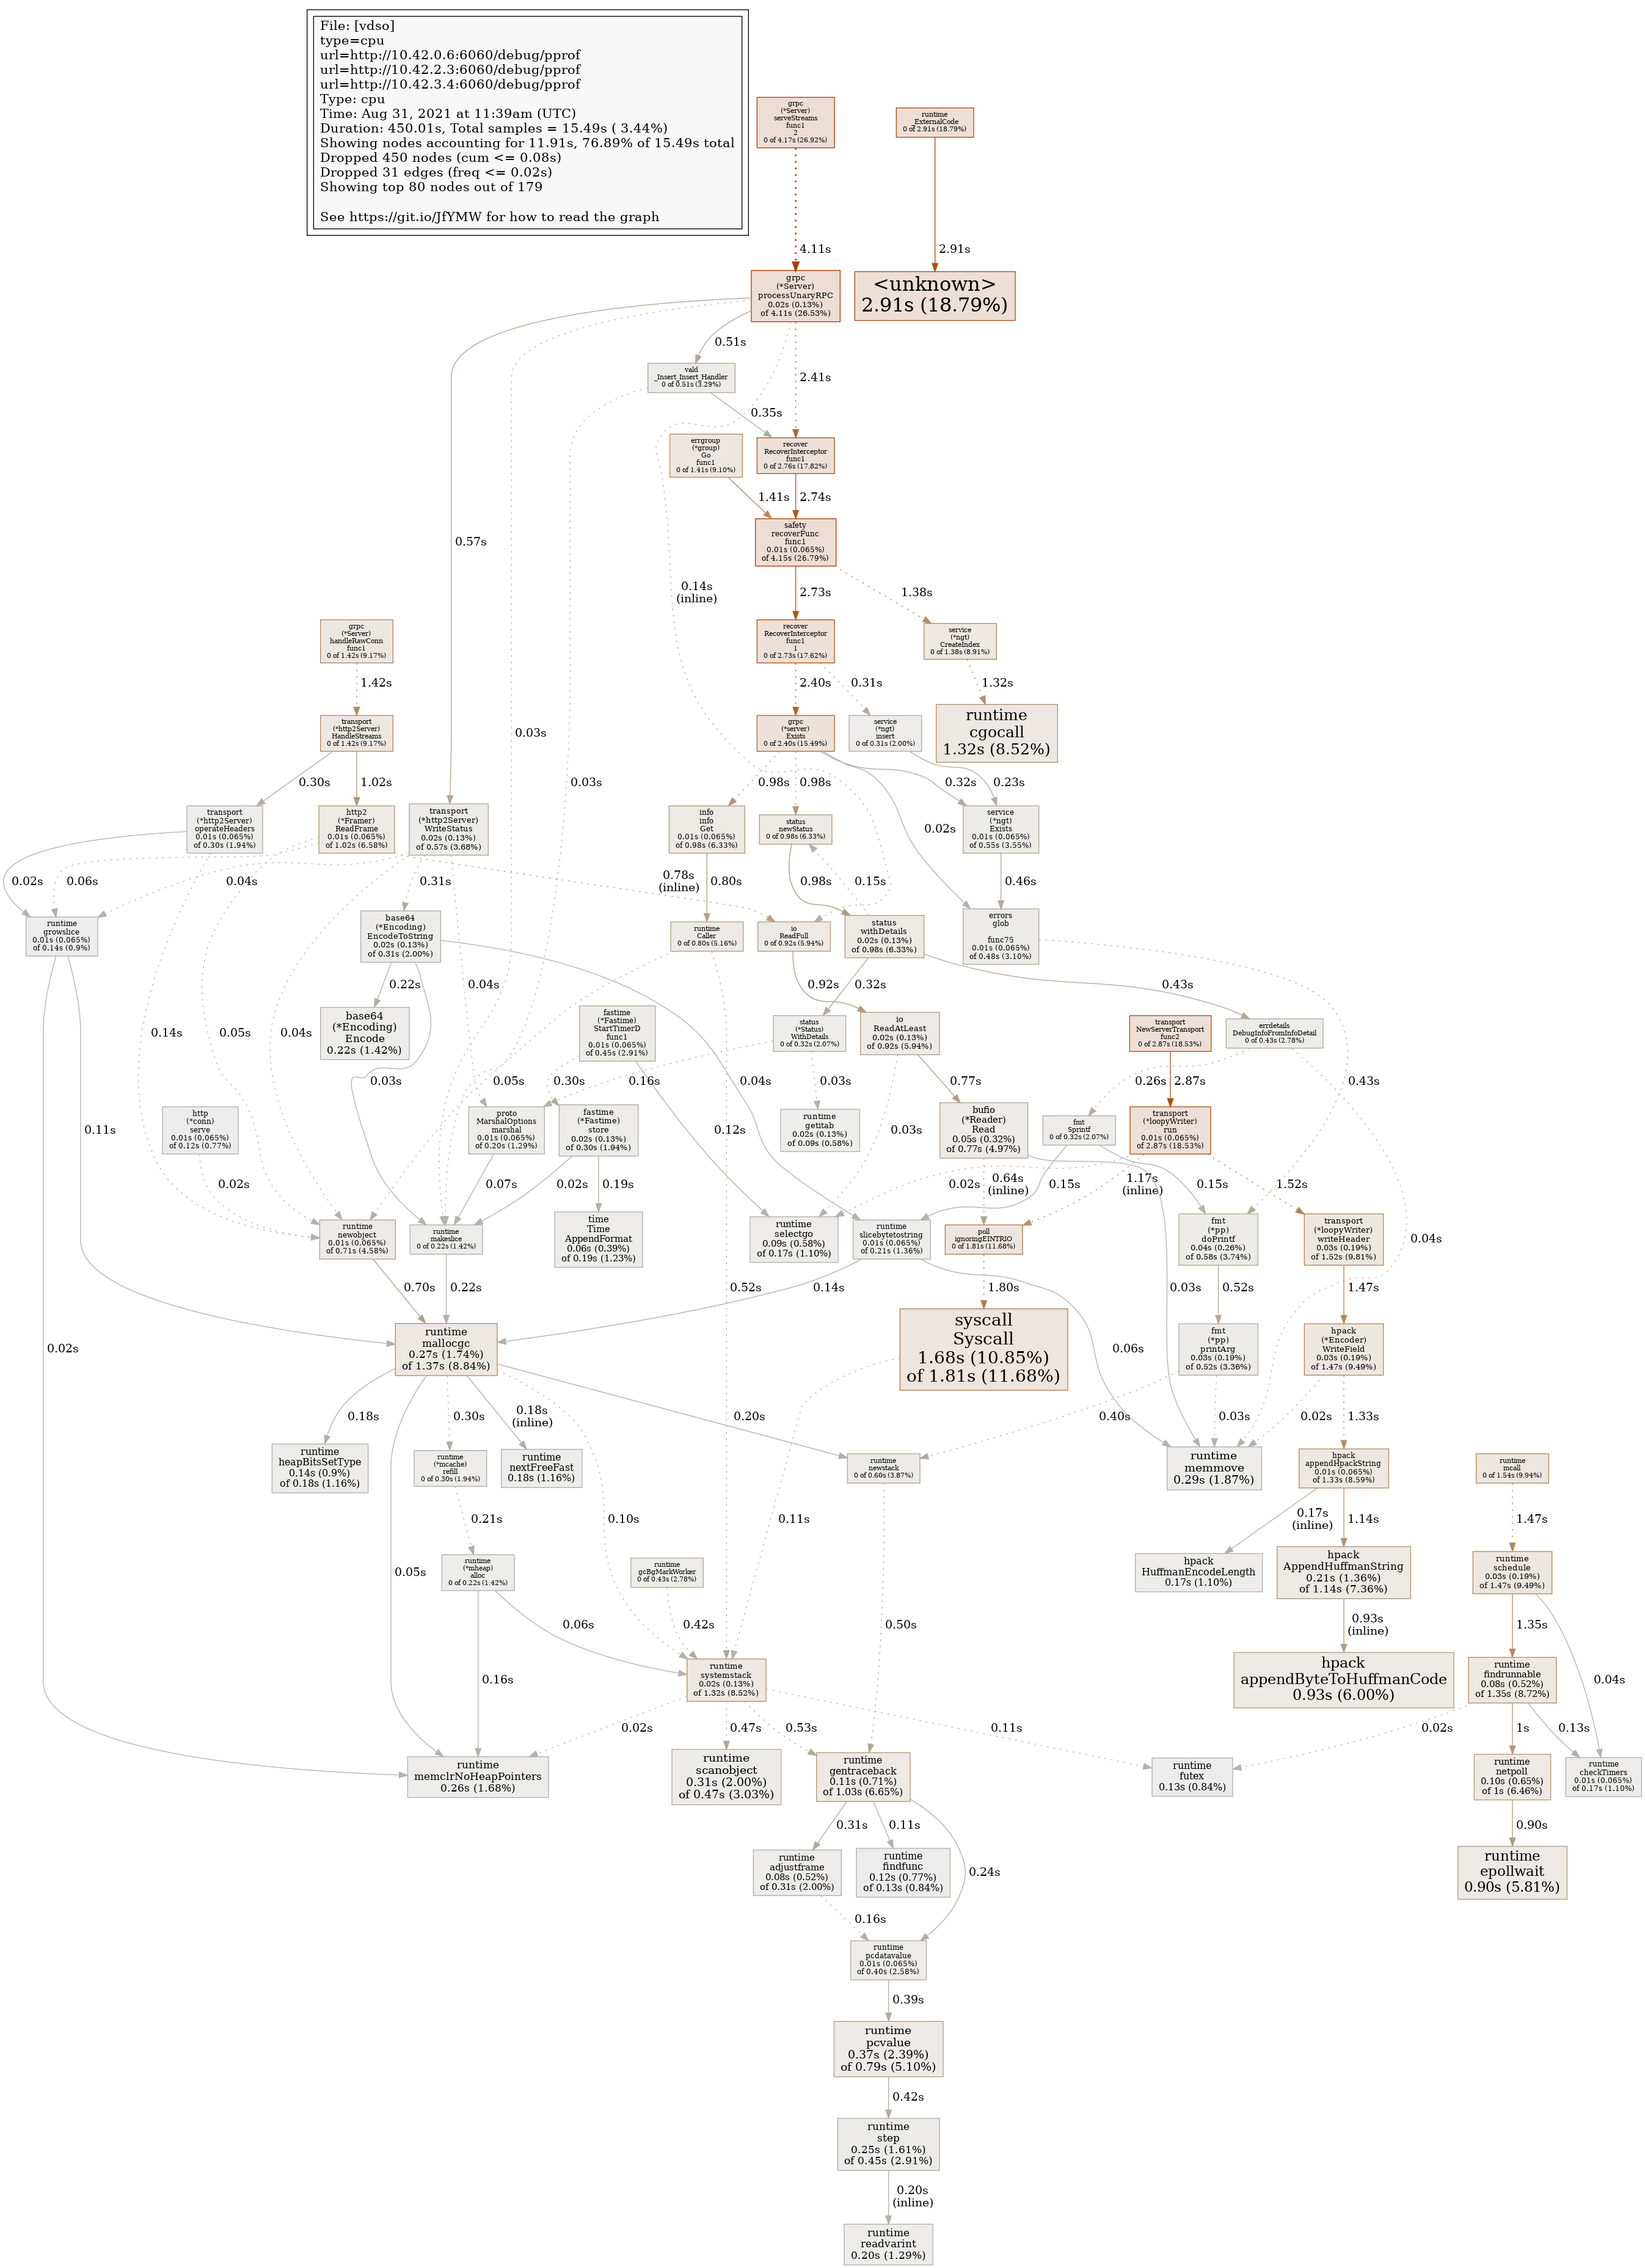 File: [vdso]
type=cpu
url=http://10.42.0.6:6060/debug/pprof
url=http://10.42.2.3:6060/debug/pprof
url=http://10.42.3.4:6060/debug/pprof
Type: cpu
Time: Aug 31, 2021 at 11:39am (UTC)
Duration: 450.01s, Total samples = 15.49s ( 3.44%)
Showing nodes accounting for 11.91s, 76.89% of 15.49s total
Dropped 450 nodes (cum <= 0.08s)
Dropped 31 edges (freq <= 0.02s)
Showing top 80 nodes out of 179
See https://git.io/JfYMW for how to read the graph
grpc
(*Server)
serveStreams
func1
2
0 of 4.17s (26.92%)
runtime
_ExternalCode
0 of 2.91s (18.79%)
4.11s
2.91s
grpc
(*Server)
processUnaryRPC
0.02s (0.13%)
of 4.11s (26.53%)
<unknown>
2.91s (18.79%)
0.51s
2.41s
vald
_Insert_Insert_Handler
0 of 0.51s (3.29%)
0.35s
errgroup
(*group)
Go
func1
0 of 1.41s (9.10%)
recover
RecoverInterceptor
func1
0 of 2.76s (17.82%)
1.41s
2.74s
0.57s
safety
recoverFunc
func1
0.01s (0.065%)
of 4.15s (26.79%)
0.14s
(inline)
2.73s
1.38s
grpc
(*Server)
handleRawConn
func1
0 of 1.42s (9.17%)
recover
RecoverInterceptor
func1
1
0 of 2.73s (17.62%)
service
(*ngt)
CreateIndex
0 of 1.38s (8.91%)
1.42s
2.40s
0.31s
1.32s
transport
(*http2Server)
HandleStreams
0 of 1.42s (9.17%)
0.03s
grpc
(*server)
Exists
0 of 2.40s (15.49%)
service
(*ngt)
insert
0 of 0.31s (2.00%)
runtime
cgocall
1.32s (8.52%)
0.30s
1.02s
0.03s
0.98s
0.98s
0.32s
0.23s
transport
(*http2Server)
operateHeaders
0.01s (0.065%)
of 0.30s (1.94%)
http2
(*Framer)
ReadFrame
0.01s (0.065%)
of 1.02s (6.58%)
transport
(*http2Server)
WriteStatus
0.02s (0.13%)
of 0.57s (3.68%)
info
info
Get
0.01s (0.065%)
of 0.98s (6.33%)
status
newStatus
0 of 0.98s (6.33%)
0.02s
service
(*ngt)
Exists
0.01s (0.065%)
of 0.55s (3.55%)
0.02s
0.06s
0.04s
0.31s
0.78s
(inline)
0.80s
0.98s
0.15s
0.46s
runtime
growslice
0.01s (0.065%)
of 0.14s (0.9%)
base64
(*Encoding)
EncodeToString
0.02s (0.13%)
of 0.31s (2.00%)
runtime
Caller
0 of 0.80s (5.16%)
io
ReadFull
0 of 0.92s (5.94%)
status
withDetails
0.02s (0.13%)
of 0.98s (6.33%)
errors
glob

func75
0.01s (0.065%)
of 0.48s (3.10%)
0.22s
0.04s
0.92s
0.32s
0.43s
0.14s
0.05s
0.04s
base64
(*Encoding)
Encode
0.22s (1.42%)
fastime
(*Fastime)
StartTimerD
func1
0.01s (0.065%)
of 0.45s (2.91%)
status
(*Status)
WithDetails
0 of 0.32s (2.07%)
io
ReadAtLeast
0.02s (0.13%)
of 0.92s (5.94%)
transport
NewServerTransport
func2
0 of 2.87s (18.53%)
errdetails
DebugInfoFromInfoDetail
0 of 0.43s (2.78%)
0.03s
0.05s
0.30s
0.16s
0.04s
0.03s
0.77s
0.26s
2.87s
0.43s
0.11s
http
(*conn)
serve
0.01s (0.065%)
of 0.12s (0.77%)
proto
MarshalOptions
marshal
0.01s (0.065%)
of 0.20s (1.29%)
fastime
(*Fastime)
store
0.02s (0.13%)
of 0.30s (1.94%)
0.12s
runtime
getitab
0.02s (0.13%)
of 0.09s (0.58%)
0.03s
bufio
(*Reader)
Read
0.05s (0.32%)
of 0.77s (4.97%)
fmt
Sprintf
0 of 0.32s (2.07%)
transport
(*loopyWriter)
run
0.01s (0.065%)
of 2.87s (18.53%)
0.02s
0.07s
0.02s
0.19s
0.02s
0.64s
(inline)
0.15s
1.17s
(inline)
0.15s
1.52s
0.04s
runtime
newobject
0.01s (0.065%)
of 0.71s (4.58%)
runtime
makeslice
0 of 0.22s (1.42%)
time
Time
AppendFormat
0.06s (0.39%)
of 0.19s (1.23%)
runtime
selectgo
0.09s (0.58%)
of 0.17s (1.10%)
runtime
slicebytetostring
0.01s (0.065%)
of 0.21s (1.36%)
poll
ignoringEINTRIO
0 of 1.81s (11.68%)
fmt
(*pp)
doPrintf
0.04s (0.26%)
of 0.58s (3.74%)
transport
(*loopyWriter)
writeHeader
0.03s (0.19%)
of 1.52s (9.81%)
0.70s
0.22s
0.52s
0.14s
1.80s
0.03s
0.52s
1.47s
0.02s
runtime
mallocgc
0.27s (1.74%)
of 1.37s (8.84%)
syscall
Syscall
1.68s (10.85%)
of 1.81s (11.68%)
0.06s
fmt
(*pp)
printArg
0.03s (0.19%)
of 0.52s (3.36%)
hpack
(*Encoder)
WriteField
0.03s (0.19%)
of 1.47s (9.49%)
0.18s
0.30s
0.18s
(inline)
0.20s
0.40s
0.03s
0.02s
1.33s
runtime
heapBitsSetType
0.14s (0.9%)
of 0.18s (1.16%)
runtime
(*mcache)
refill
0 of 0.30s (1.94%)
runtime
nextFreeFast
0.18s (1.16%)
runtime
newstack
0 of 0.60s (3.87%)
runtime
memmove
0.29s (1.87%)
hpack
appendHpackString
0.01s (0.065%)
of 1.33s (8.59%)
runtime
mcall
0 of 1.54s (9.94%)
0.21s
0.10s
0.11s
0.17s
(inline)
1.14s
1.47s
0.05s
runtime
(*mheap)
alloc
0 of 0.22s (1.42%)
runtime
gcBgMarkWorker
0 of 0.43s (2.78%)
hpack
HuffmanEncodeLength
0.17s (1.10%)
hpack
AppendHuffmanString
0.21s (1.36%)
of 1.14s (7.36%)
runtime
schedule
0.03s (0.19%)
of 1.47s (9.49%)
0.06s
0.42s
0.50s
0.93s
(inline)
1.35s
0.16s
runtime
systemstack
0.02s (0.13%)
of 1.32s (8.52%)
hpack
appendByteToHuffmanCode
0.93s (6.00%)
runtime
findrunnable
0.08s (0.52%)
of 1.35s (8.72%)
0.04s
0.02s
0.47s
0.53s
0.11s
0.02s
1s
0.13s
runtime
memclrNoHeapPointers
0.26s (1.68%)
runtime
scanobject
0.31s (2.00%)
of 0.47s (3.03%)
runtime
gentraceback
0.11s (0.71%)
of 1.03s (6.65%)
runtime
futex
0.13s (0.84%)
runtime
netpoll
0.10s (0.65%)
of 1s (6.46%)
runtime
checkTimers
0.01s (0.065%)
of 0.17s (1.10%)
0.31s
0.11s
0.24s
0.90s
runtime
adjustframe
0.08s (0.52%)
of 0.31s (2.00%)
runtime
findfunc
0.12s (0.77%)
of 0.13s (0.84%)
runtime
epollwait
0.90s (5.81%)
0.16s
runtime
pcdatavalue
0.01s (0.065%)
of 0.40s (2.58%)
0.39s
runtime
pcvalue
0.37s (2.39%)
of 0.79s (5.10%)
0.42s
runtime
step
0.25s (1.61%)
of 0.45s (2.91%)
0.20s
(inline)
runtime
readvarint
0.20s (1.29%)